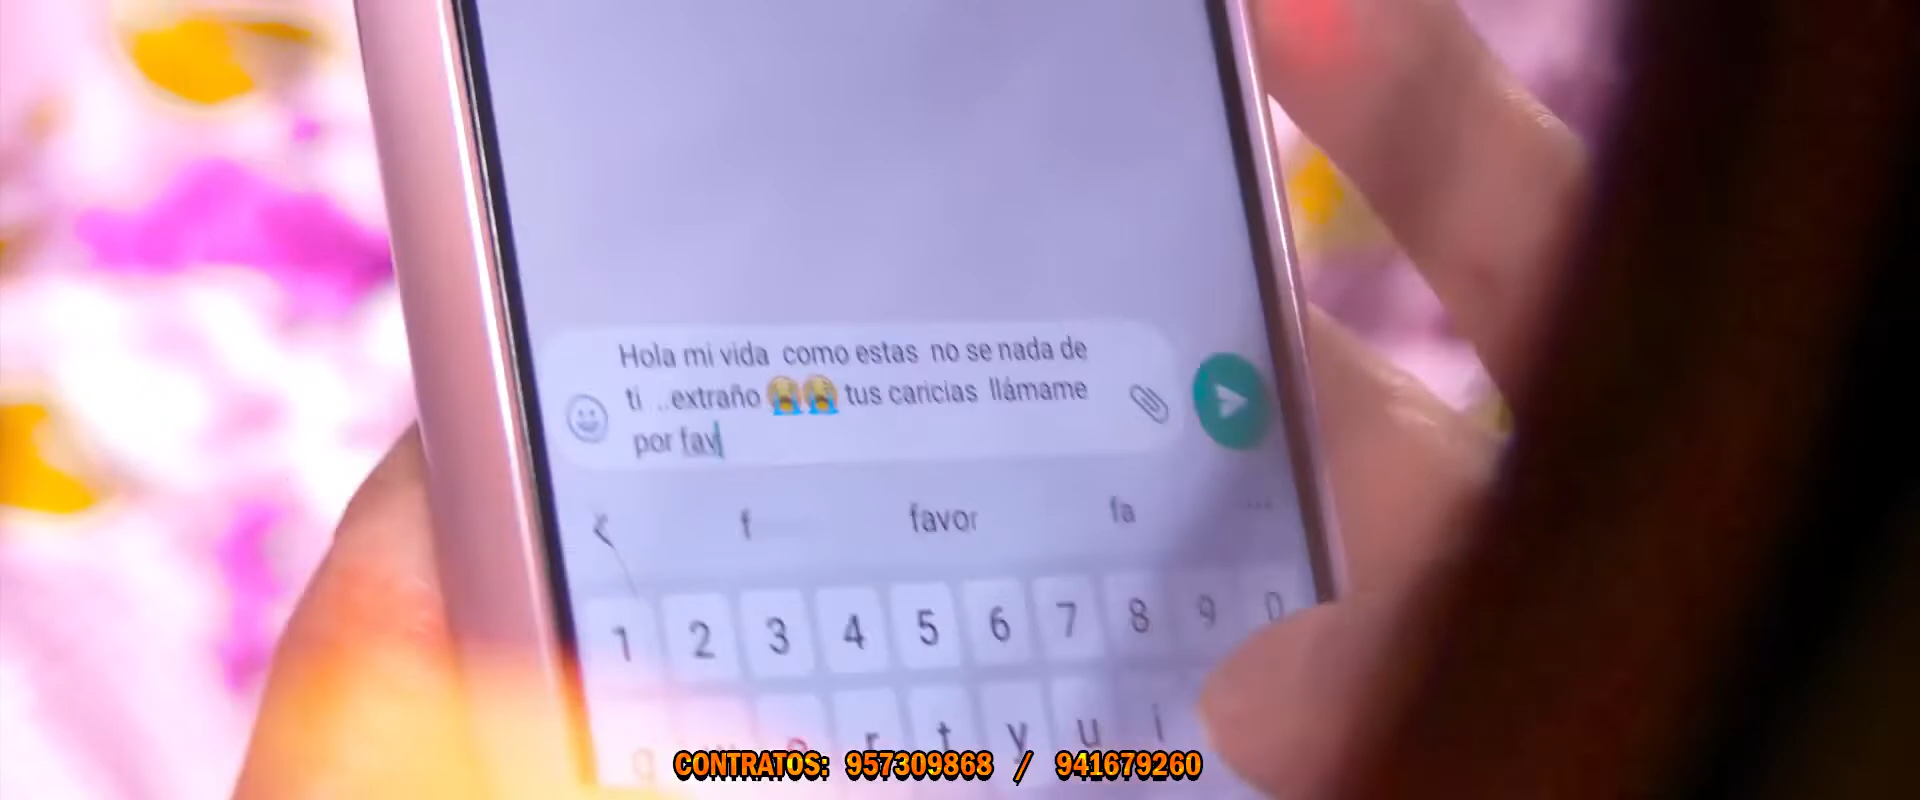 Hola mi vida como estas no se nada de
ti ..extraño 😭😭 tus caricias llámame
por fav
f favor fa
1 2 3 4 5 6 7 8 9 0
q e r t y u i
CONTRATOS: 957309868 / 941679260